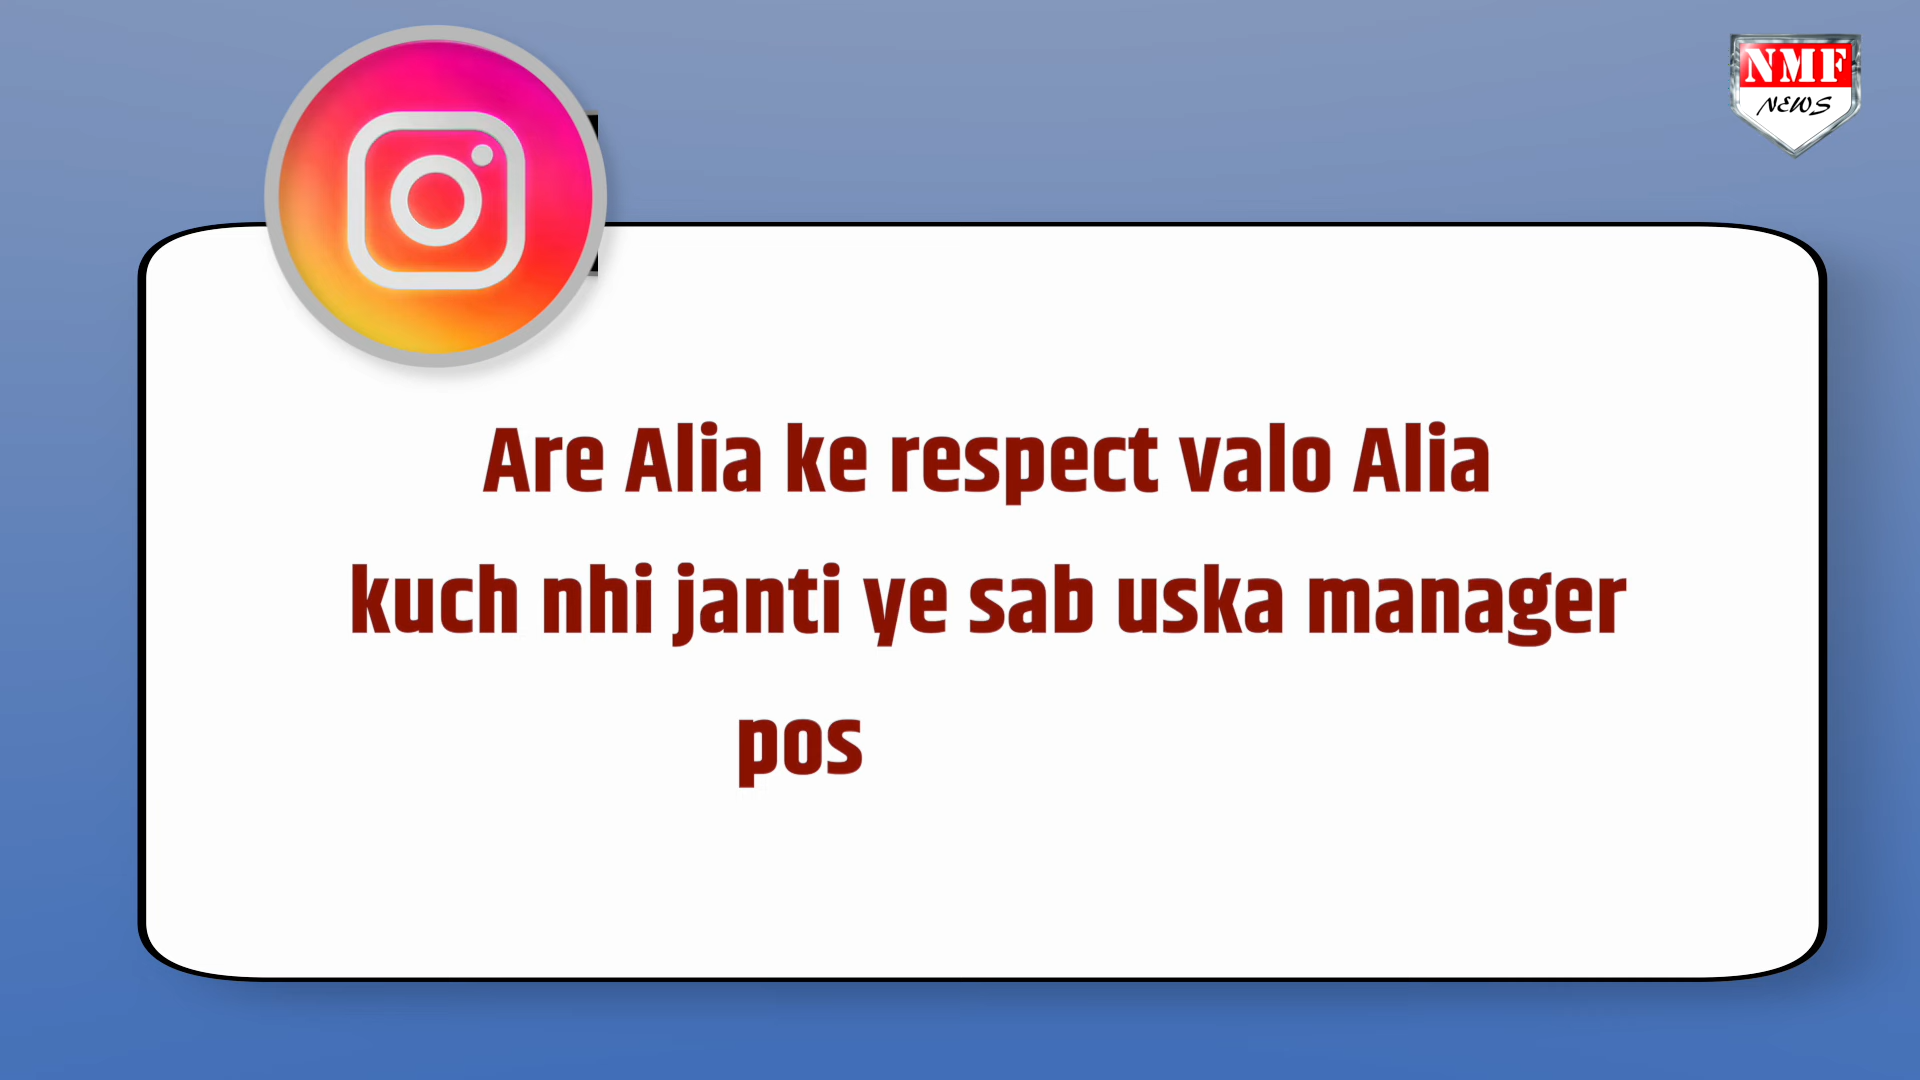 NMF
NEWS
Are Alia ke respect valo Alia
kuch nhi janti ye sab uska manager
pos